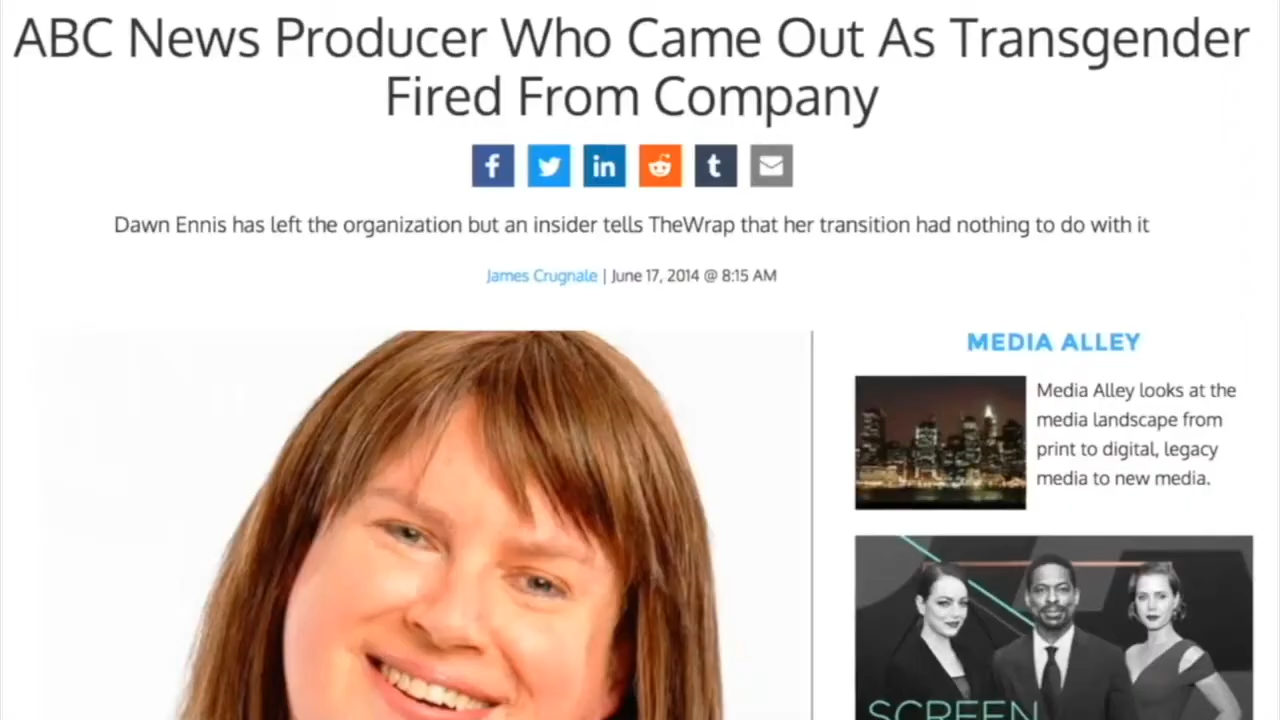 ABC News Producer Who Came Out As Transgender
Fired From Company
Dawn Ennis has left the organization but an insider tells TheWrap that her transition had nothing to do with it
James Crugnale | June 17, 2014 @ 8:15 AM
MEDIA ALLEY
Media Alley looks at the
media landscape from
print to digital, legacy
media to new media.
SCREEN